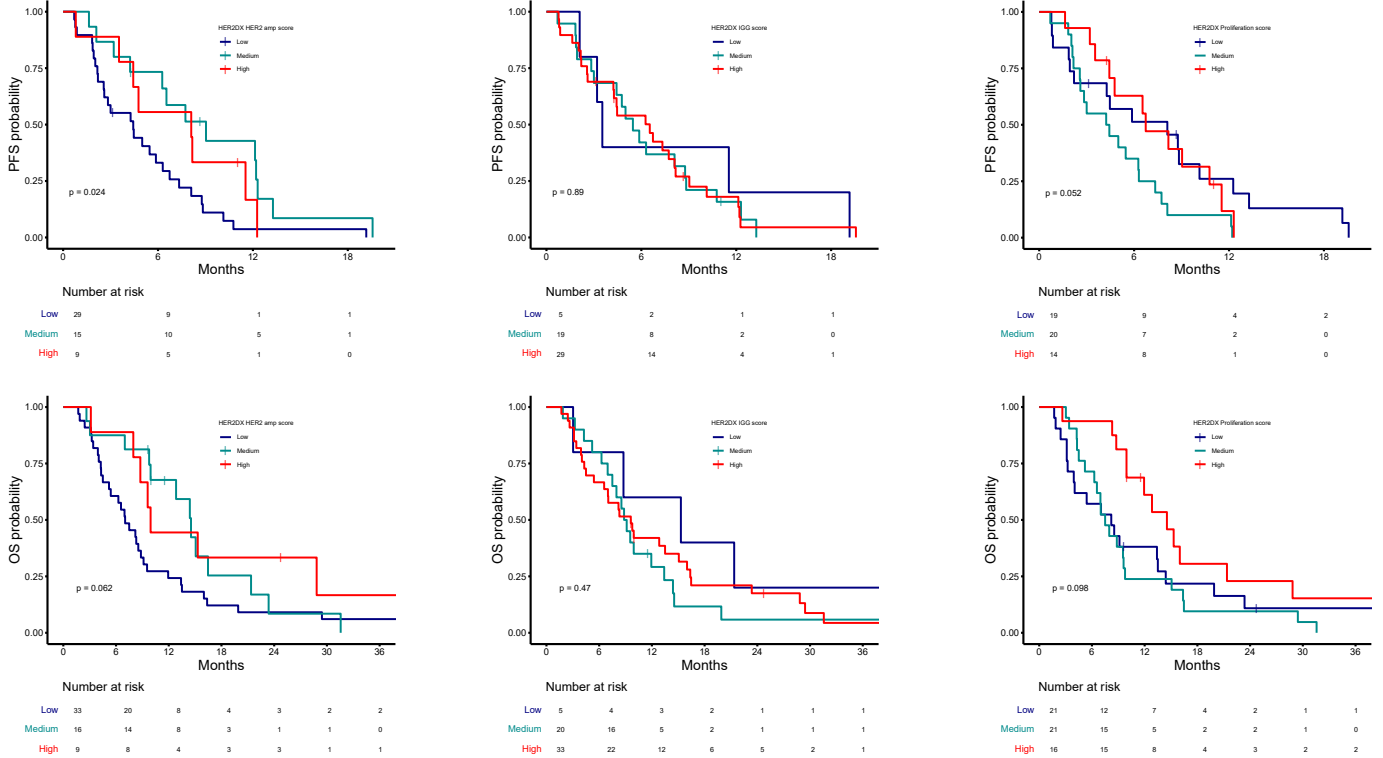 HER2DX HER2 amp score
Low
Medium
High
PFS probability
1.00
0.75
0.50
0.25
0.00
p = 0.024
0 6 12 18
Months
Number at risk
Low 29 9 1 1
Medium 15 10 5 1
High 9 5 1 0
HER2DX IGG score
Low
Medium
High
PFS probability
1.00
0.75
0.50
0.25
0.00
p = 0.89
0 6 12 18
Months
Number at risk
Low 5 2 1 1
Medium 19 8 2 0
High 29 14 4 1
HER2DX Proliferation score
Low
Medium
High
PFS probability
1.00
0.75
0.50
0.25
0.00
p = 0.052
0 6 12 18
Months
Number at risk
Low 19 9 4 2
Medium 20 7 2 0
High 14 8 1 0
HER2DX HER2 amp score
Low
Medium
High
OS probability
1.00
0.75
0.50
0.25
0.00
p = 0.062
0 6 12 18 24 30 36
Months
Number at risk
Low 33 20 8 4 3 2 2
Medium 16 14 8 3 1 1 0
High 9 8 4 3 3 1 1
HER2DX IGG score
Low
Medium
High
OS probability
1.00
0.75
0.50
0.25
0.00
p = 0.47
0 6 12 18 24 30 36
Months
Number at risk
Low 5 4 3 2 1 1 1
Medium 20 16 5 2 1 1 1
High 33 22 12 6 5 2 1
HER2DX Proliferation score
Low
Medium
High
OS probability
1.00
0.75
0.50
0.25
0.00
p = 0.098
0 6 12 18 24 30 36
Months
Number at risk
Low 21 12 7 4 2 1 1
Medium 21 15 5 2 2 1 0
High 16 15 8 4 3 2 2